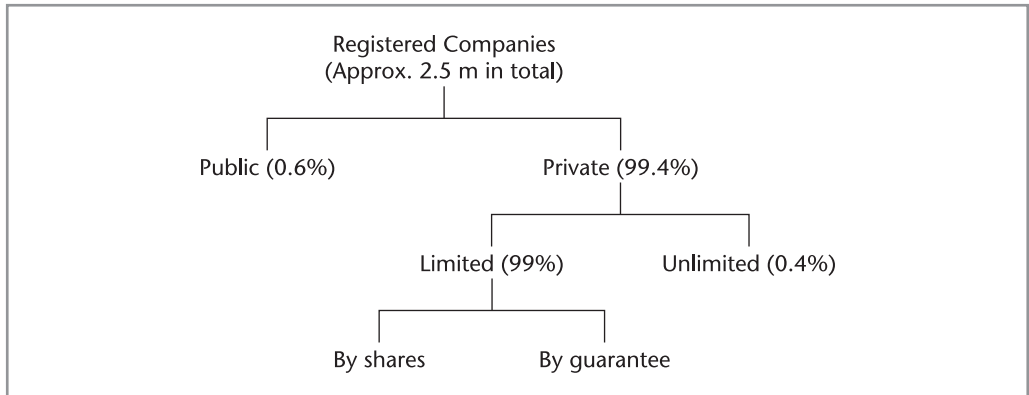 Registered Companies
(Approx. 2.5 m in total)
Public (0.6%)
Private (99.4%)
Limited (99%)
Unlimited (0.4%)
By shares
By guarantee